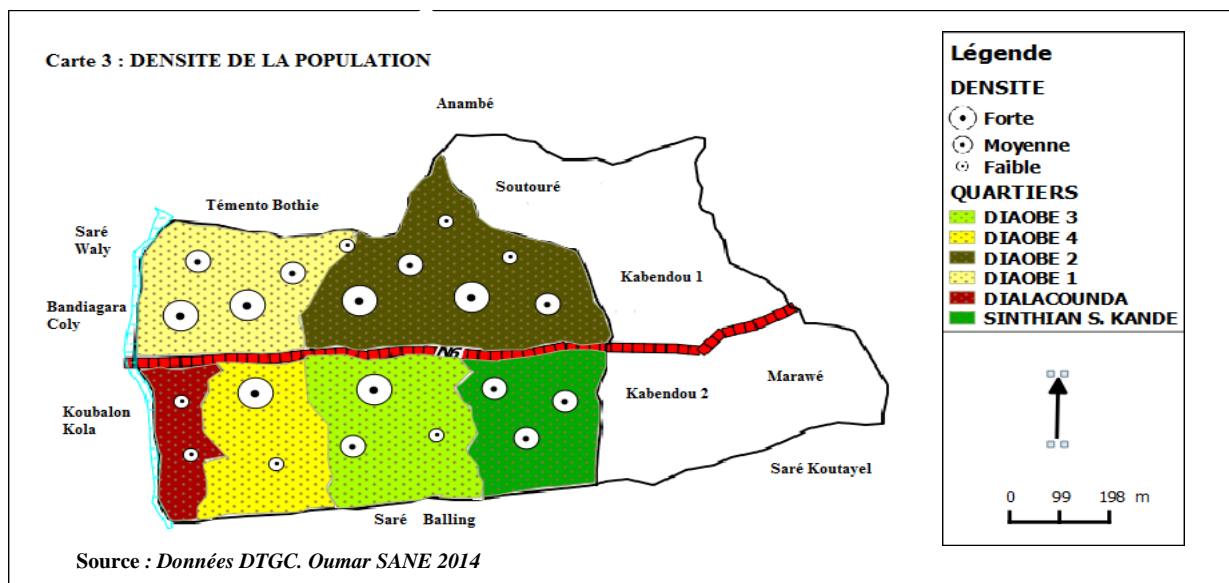 Carte 3 : DENSITE DE LA POPULATION
Anambé
Soutouré
Témento Bothie
Saré
Waly
Kabendou 1
Bandiagara
Coly
N6
Kabendou 2
Marawé
Koubalon
Kola
Saré Koutayel
Saré Balling
Source : Données DTGC. Oumar SANE 2014
Légende
DENSITE
Forte
Moyenne
Faible
QUARTIERS
DIAOBE 3
DIAOBE 4
DIAOBE 2
DIAOBE 1
DIALACOUNDA
SINTHIAN S. KANDE
0 99 198 m